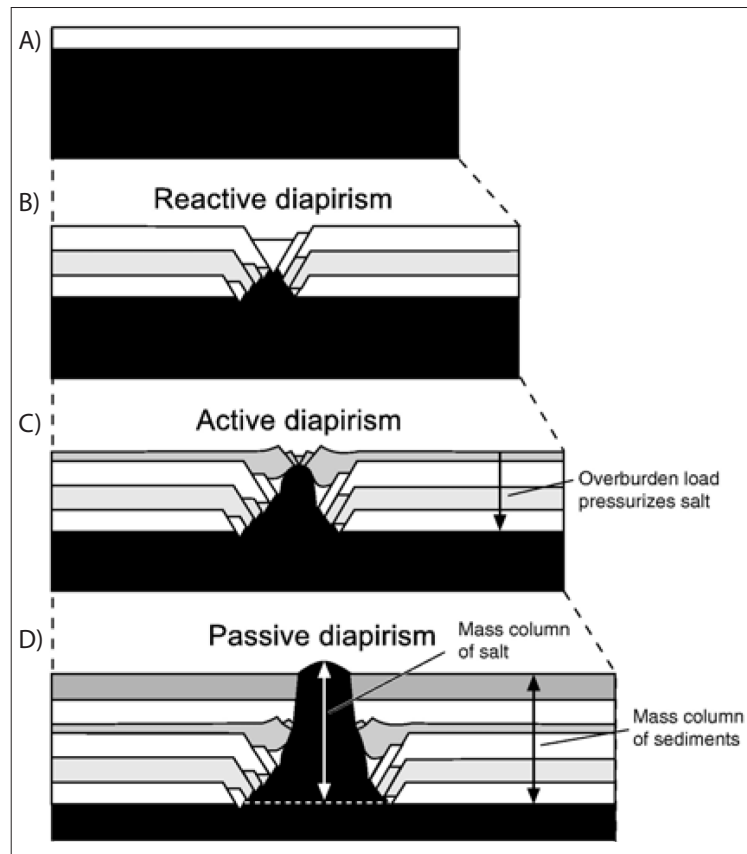 A)
B)
Reactive diapirism
C)
Active diapirism
Overburden load
pressurizes salt
D)
Passive diapirism
Mass column
of salt
Mass column
of sediments